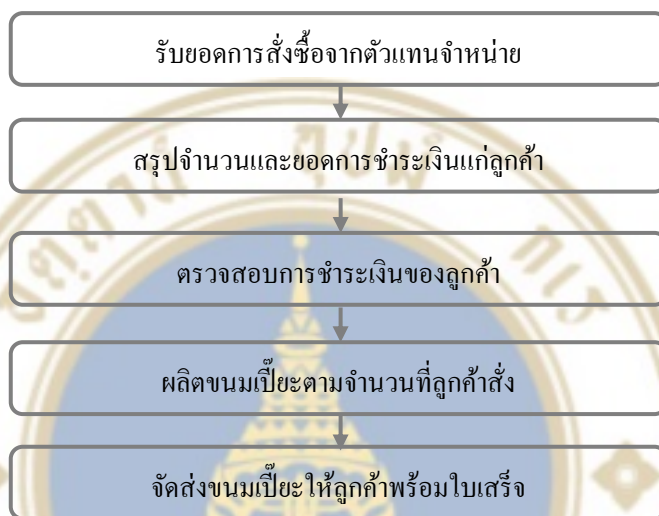 รับยอดการสั่งซื้อจากตัวแทนจำหน่าย
สรุปจำนวนและยอดการชำระเงินแก่ลูกค้า
ตรวจสอบการชำระเงินของลูกค้า
ผลิตขนมเปี๊ยะตามจำนวนที่ลูกค้าสั่ง
จัดส่งขนมเปี๊ยะให้ลูกค้าพร้อมใบเสร็จ